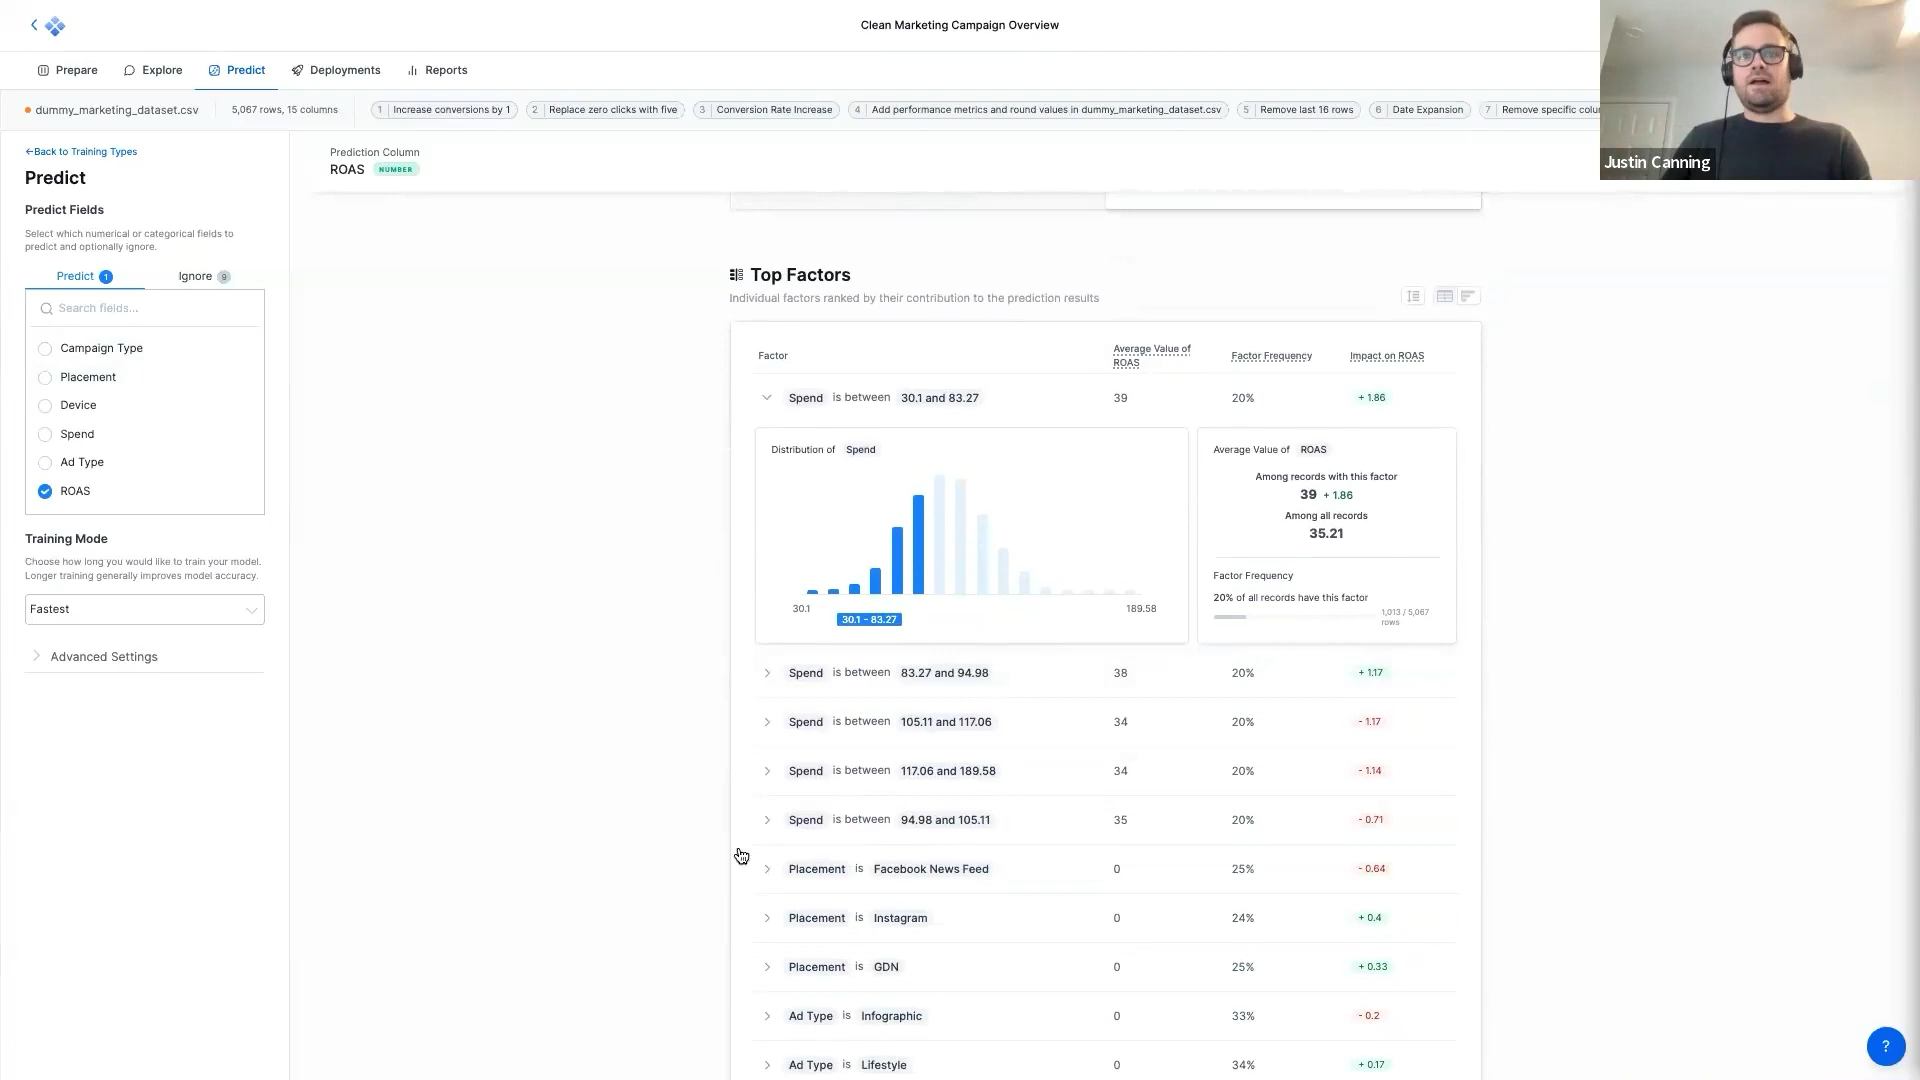 Clean Marketing Campaign Overview
Prepare
Explore
Predict
Deployments
Reports
dummy_marketing_dataset.csv
5,067 rows, 15 columns
1 Increase conversions by 1
2 Replace zero clicks with five
3 Conversion Rate Increase
4 Add performance metrics and round values in dummy_marketing_dataset.csv
5 Remove last 16 rows
6 Date Expansion
7 Remove specific
Justin Canning
←Back to Training Types
Predict
Predict Fields
Select which numerical or categorical fields to
predict and optionally ignore.
Predict 1
Ignore 9
Search fields...
Campaign Type
Placement
Device
Spend
Ad Type
ROAS
Training Mode
Choose how long you would like to train your model.
Longer training generally improves model accuracy.
Fastest
Advanced Settings
Prediction Column
ROAS NUMBER
Top Factors
Individual factors ranked by their contribution to the prediction results
Factor
Average Value of
ROAS
Factor Frequency
Impact on ROAS
Spend is between 30.1 and 83.27 39 20% + 1.86
Distribution of Spend
30.1
189.58
30.1 - 83.27
Average Value of ROAS
Among records with this factor
39 + 1.86
Among all records
35.21
Factor Frequency
20% of all records have this factor
1,013 / 5,067
rows
Spend is between 83.27 and 94.98 38 20% + 1.17
Spend is between 105.11 and 117.06 34 20% - 1.17
Spend is between 117.06 and 189.58 34 20% - 1.14
Spend is between 94.98 and 105.11 35 20% - 0.71
Placement is Facebook News Feed 0 25% - 0.64
Placement is Instagram 0 24% + 0.4
Placement is GDN 0 25% + 0.33
Ad Type is Infographic 0 33% - 0.2
Ad Type is Lifestyle 0 34% + 0.17
?